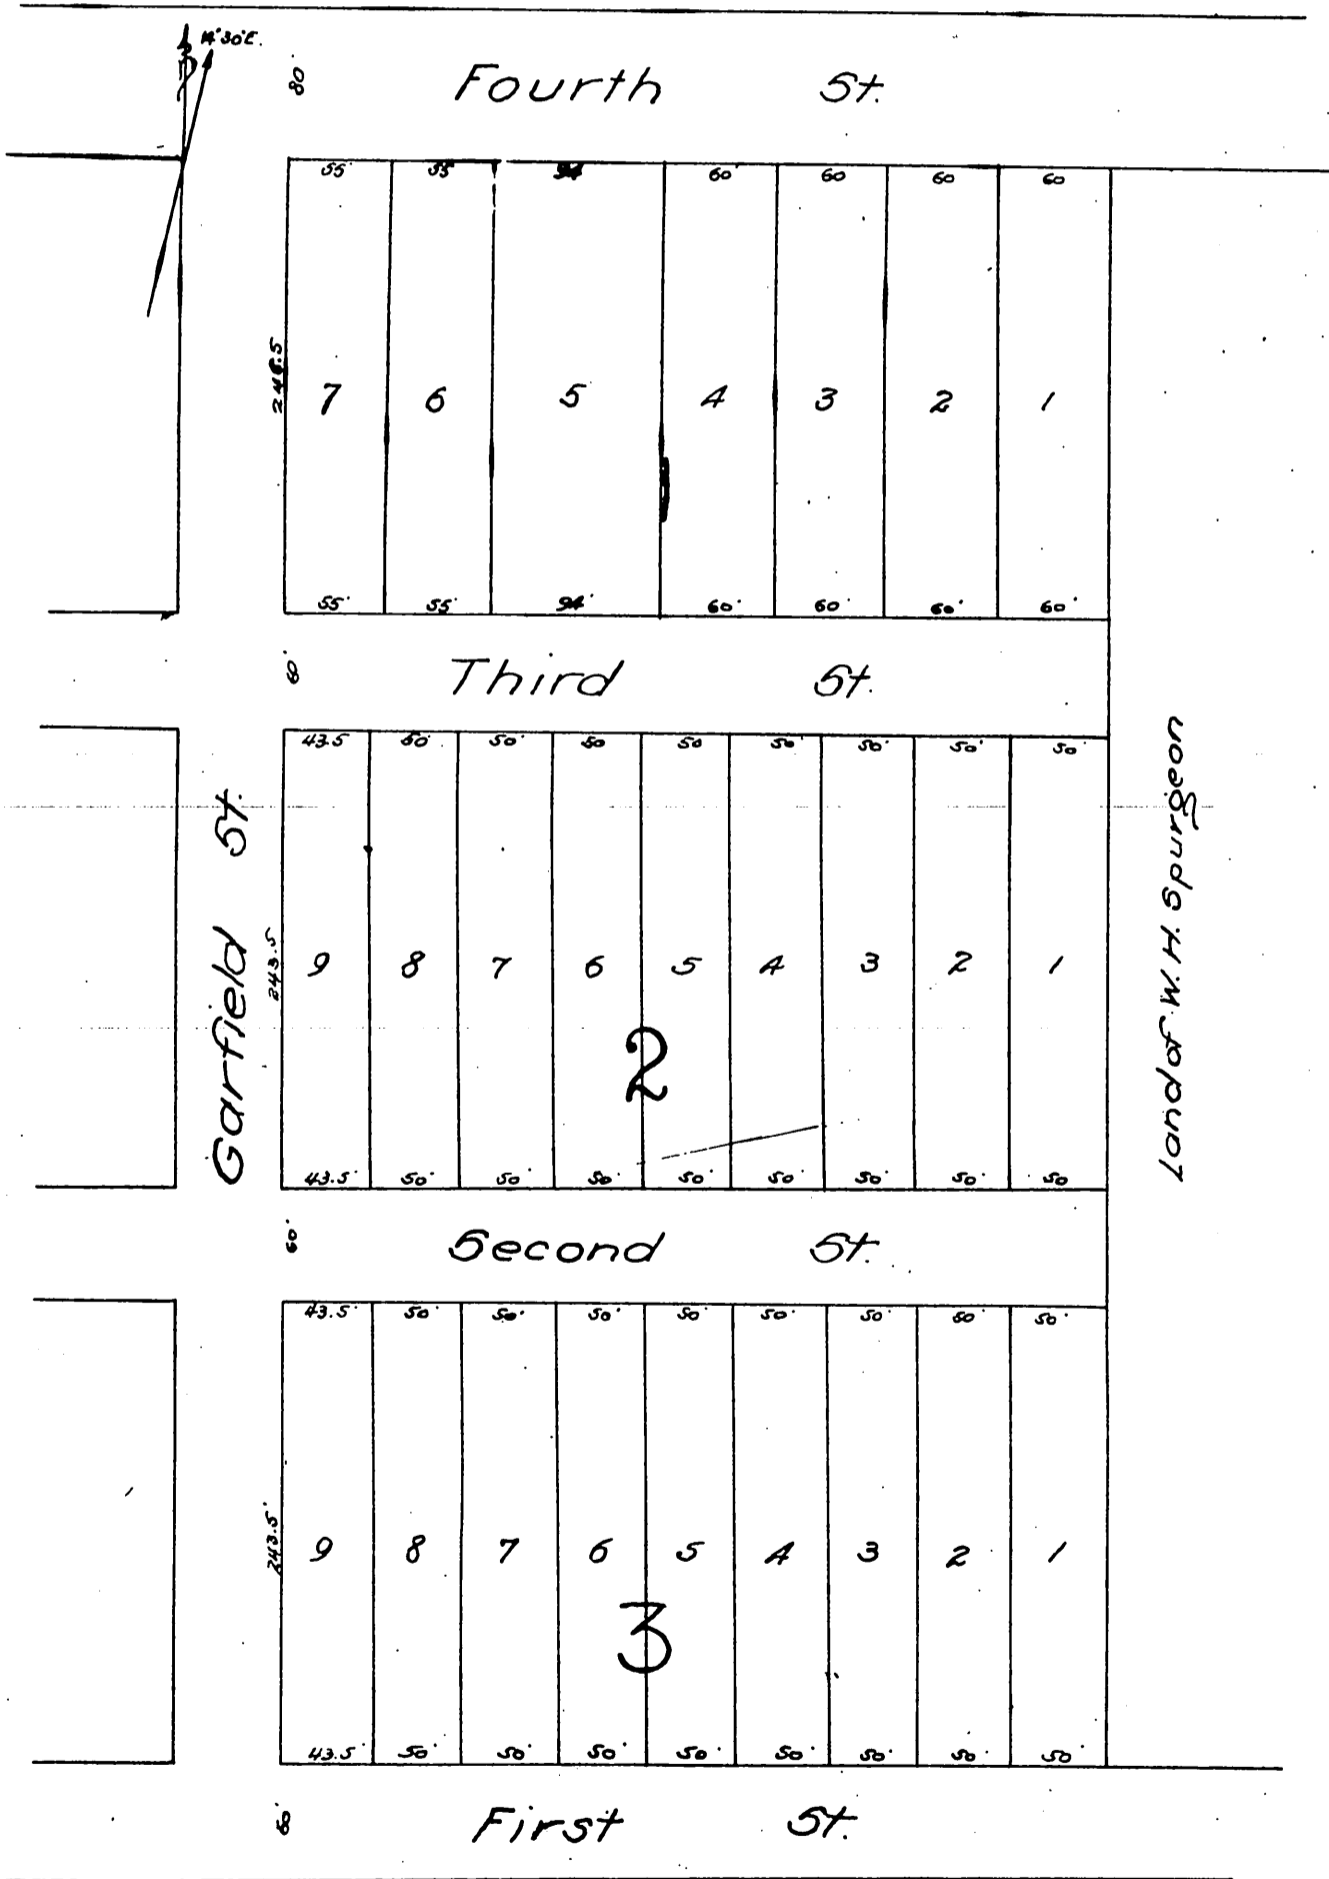 14°30'E.
80'
Fourth St.
55' 55' 94' 60' 60 60 60
246.5
7 6 5 4 3 2 1
55' 55' 94' 60' 60' 60' 60'
60'
Third St.
43.5 50' 50' 50 50 50' 50' 50' 50'
Garfield St.
243.5
9 8 7 6 5 4 3 2 1
2
Land of W. H. Spurgeon
43.5' 50' 50' 50' 50' 50' 50' 50' 50'
60'
Second St.
43.5' 50' 50' 50' 50' 50' 50' 50' 50'
243.5'
9 8 7 6 5 4 3 2 1
3
43.5' 50' 50' 50' 50' 50' 50' 50' 50'
First St.